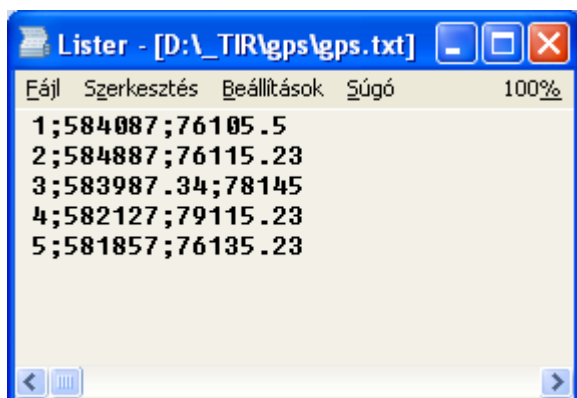 Lister - [D:\_TIR\gps\gps.txt]
Fájl Szerkesztés Beállítások Súgó 100%
1;584087;76105.5
2;584887;76115.23
3;583987.34;78145
4;582127;79115.23
5;581857;76135.23